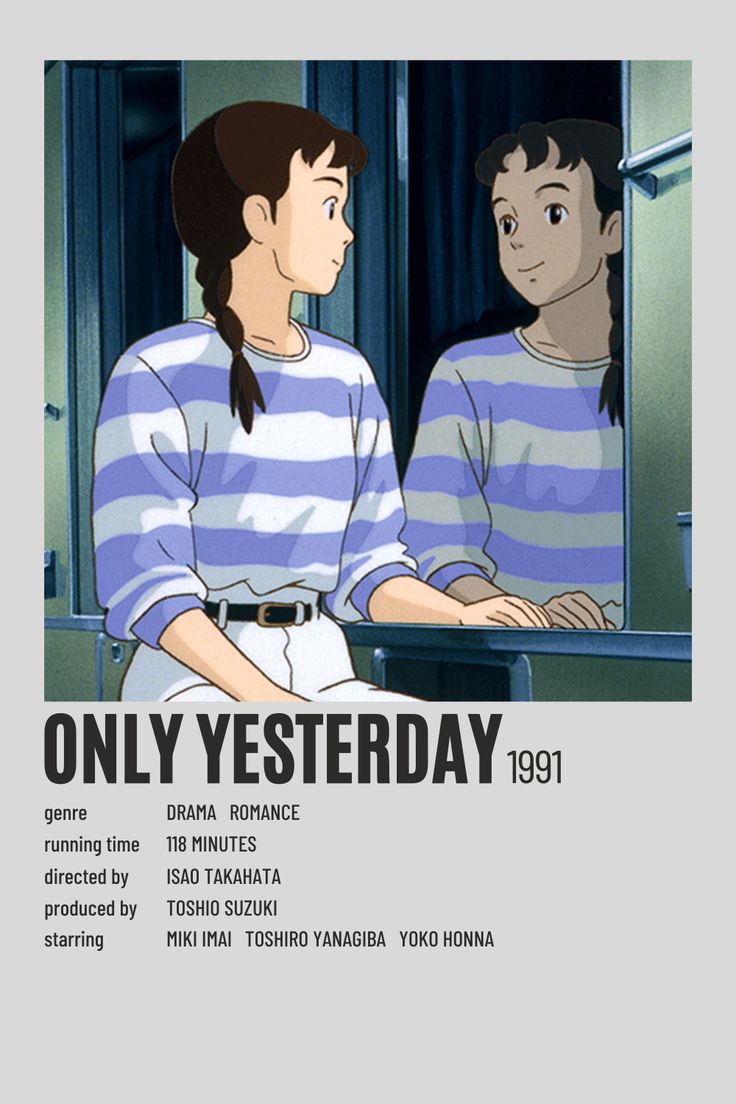 ONLY YESTERDAY 1991
genre DRAMA ROMANCE
running time 118 MINUTES
directed by ISAO TAKAHATA
produced by TOSHIO SUZUKI
starring MIKI IMAI TOSHIRO YANAGIBA YOKO HONNA